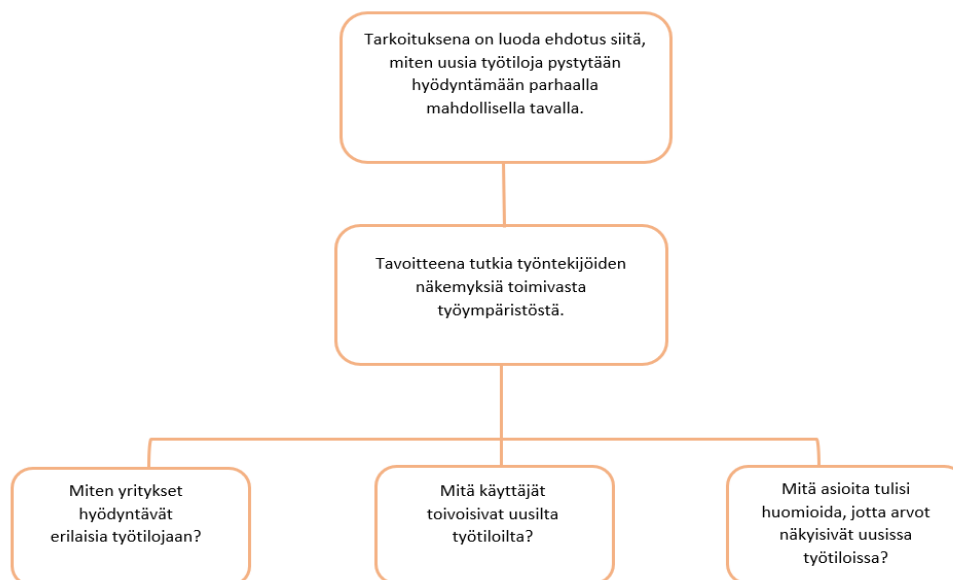 Tarkoituksena on luoda ehdotus siitä,
miten uusia työtiloja pystytään
hyödyntämään parhaalla
mahdollisella tavalla.
Tavoitteena tutkia työntekijöiden
näkemyksiä toimivasta
työympäristöstä.
Miten yritykset
hyödyntävät
erilaisia työtilojaan?
Mitä käyttäjät
toivoisivat uusilta
työtiloilta?
Mitä asioita tulisi
huomioida, jotta arvot
näkyisivät uusissa
työtiloissa?